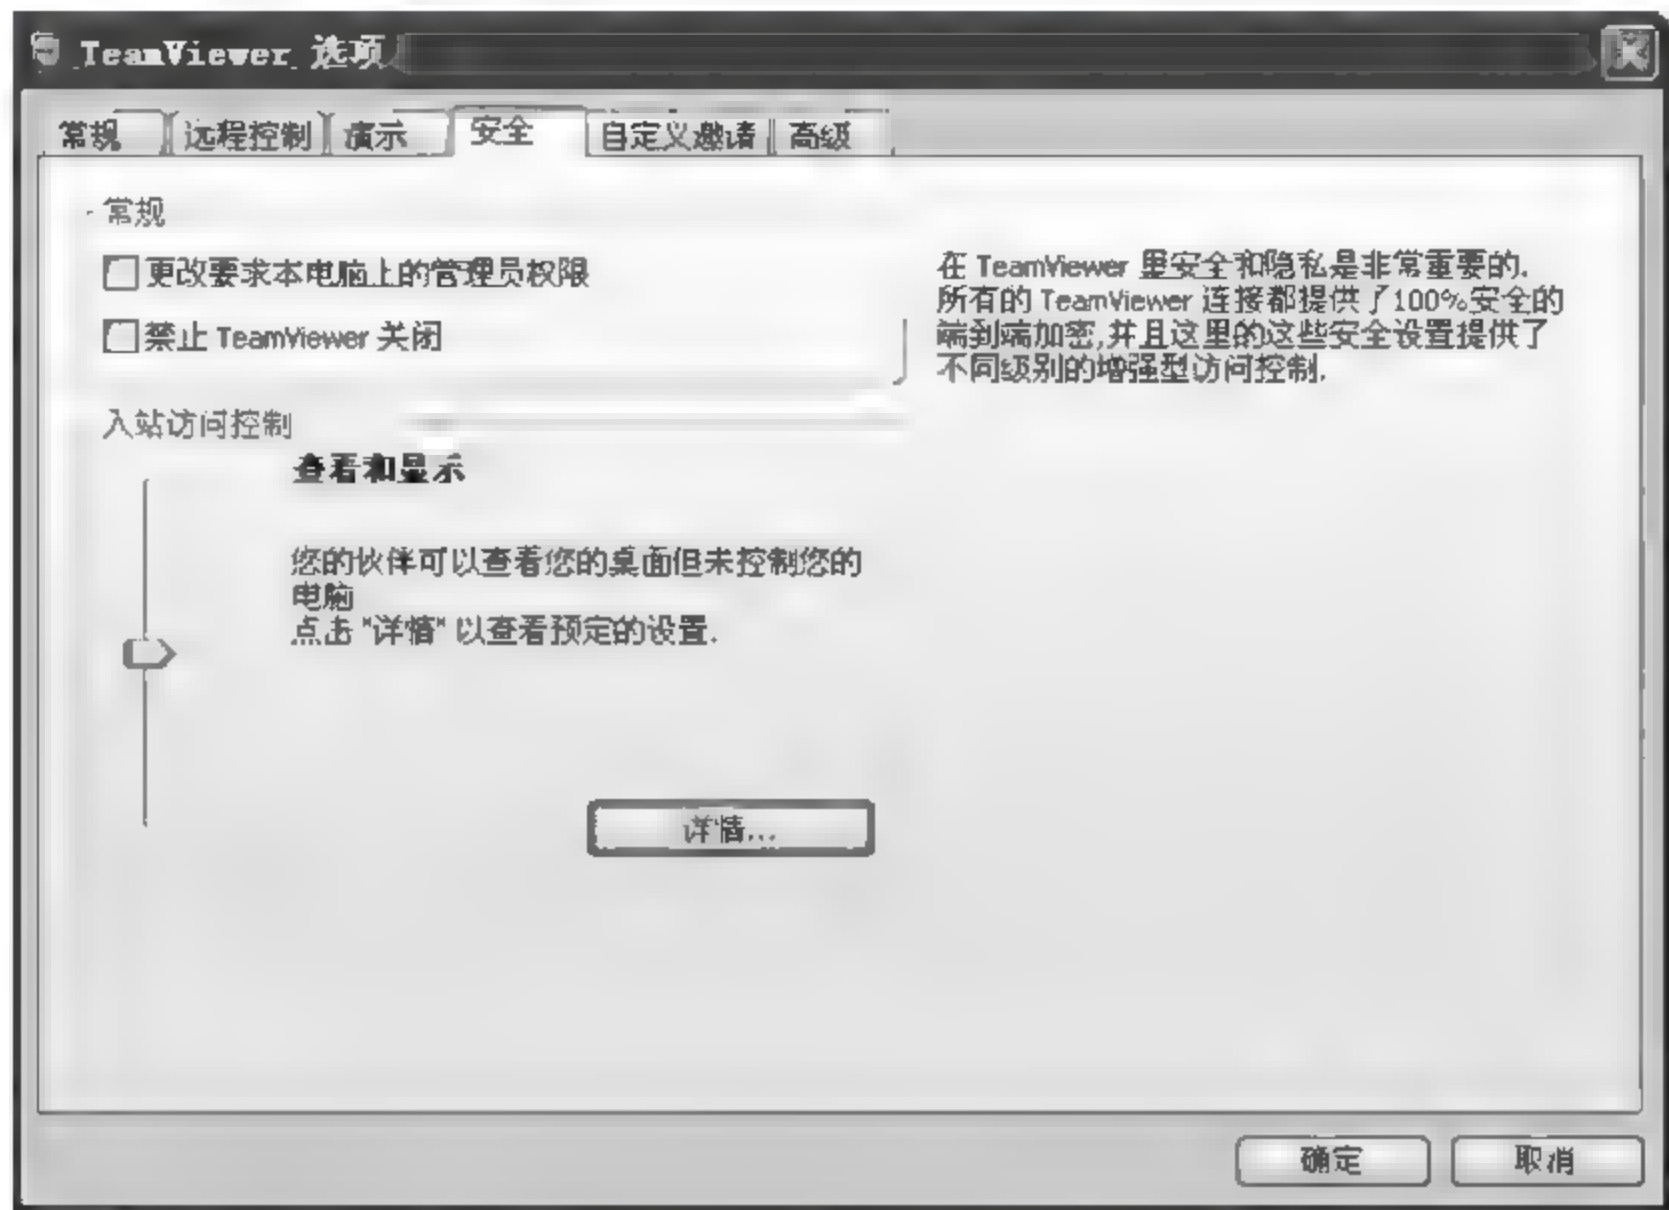 TeamViewer 选项
常规 远程控制 演示 安全 自定义邀请 高级
常规
更改要求本电脑上的管理员权限
禁止 TeamViewer 关闭
在 TeamViewer 里安全和隐私是非常重要的.
所有的 TeamViewer 连接都提供了100%安全的
端到端加密,并且这里的这些安全设置提供了
不同级别的增强型访问控制.
入站访问控制
查看和显示
您的伙伴可以查看您的桌面但未控制您的
电脑
点击 "详情" 以查看预定的设置.
详情...
确定 取消